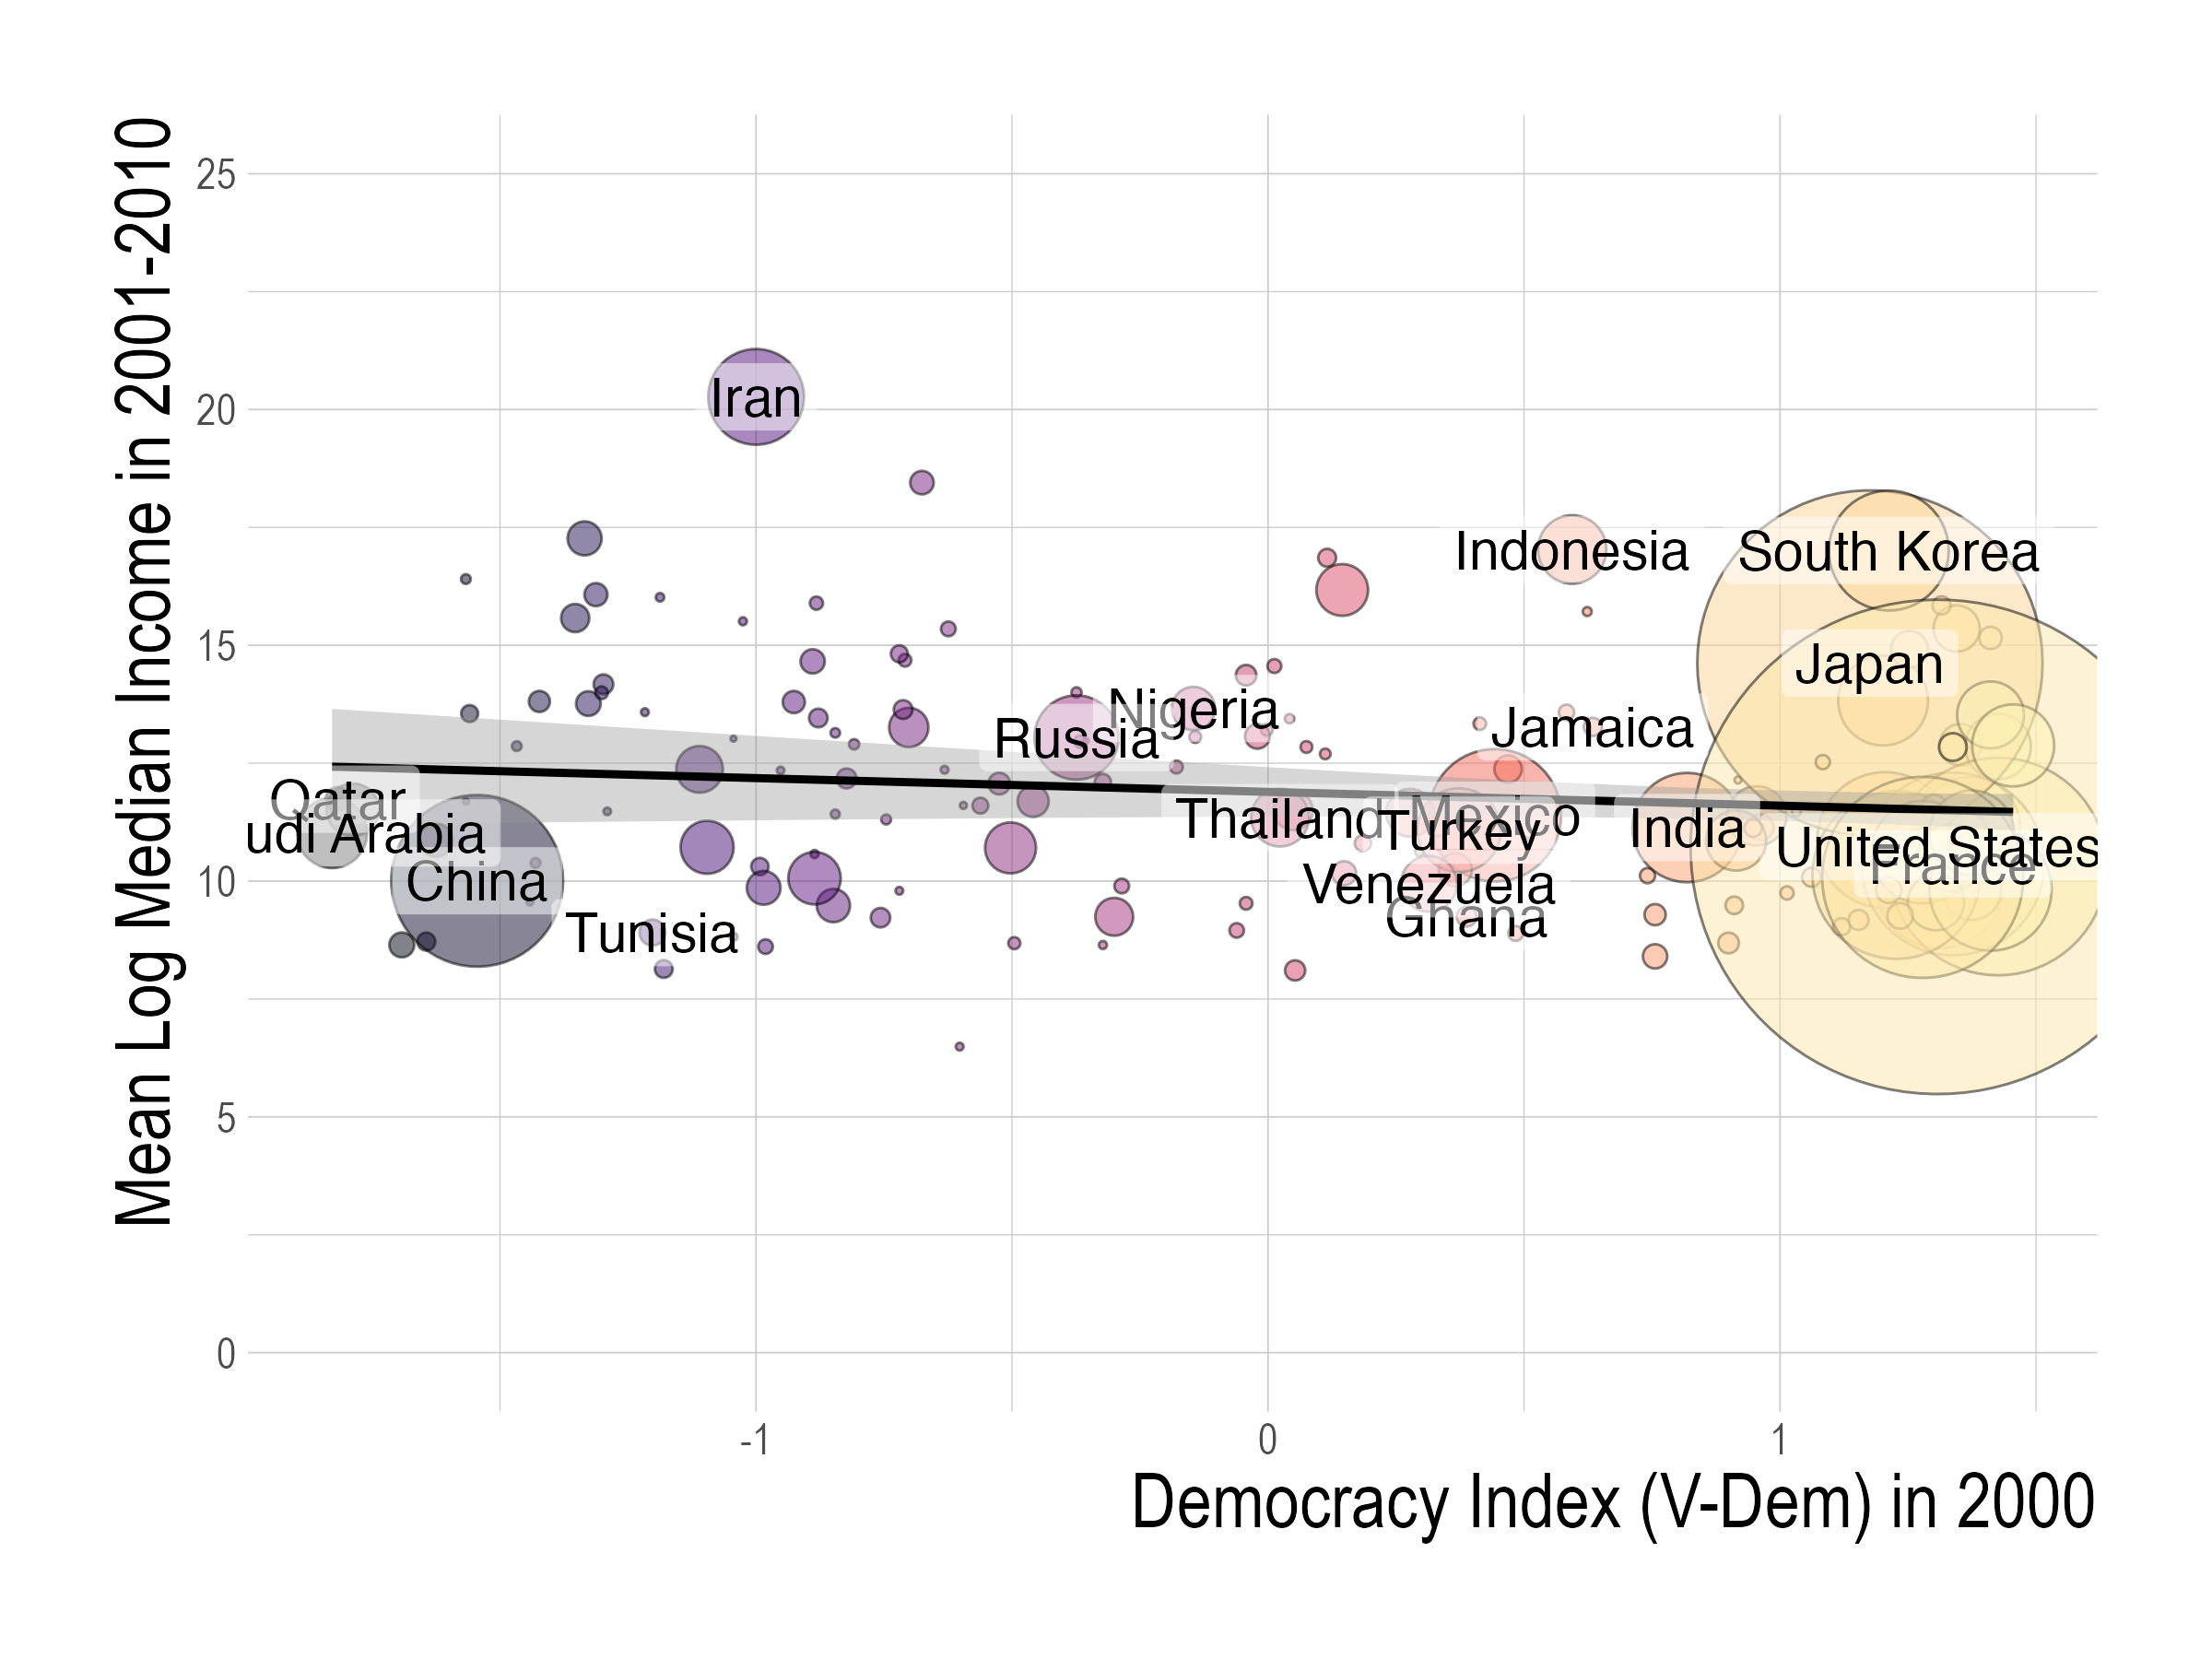 Mean Log Median Income in 2001-2010
25
20
15
10
5
0
Iran
Indonesia
South Korea
Japan
Nigeria
Russia
Jamaica
Qatar
udi Arabia
Thailand
Mexico
Turkey
India
United States
France
China
Venezuela
Ghana
Tunisia
-1
0
1
Democracy Index (V-Dem) in 2000